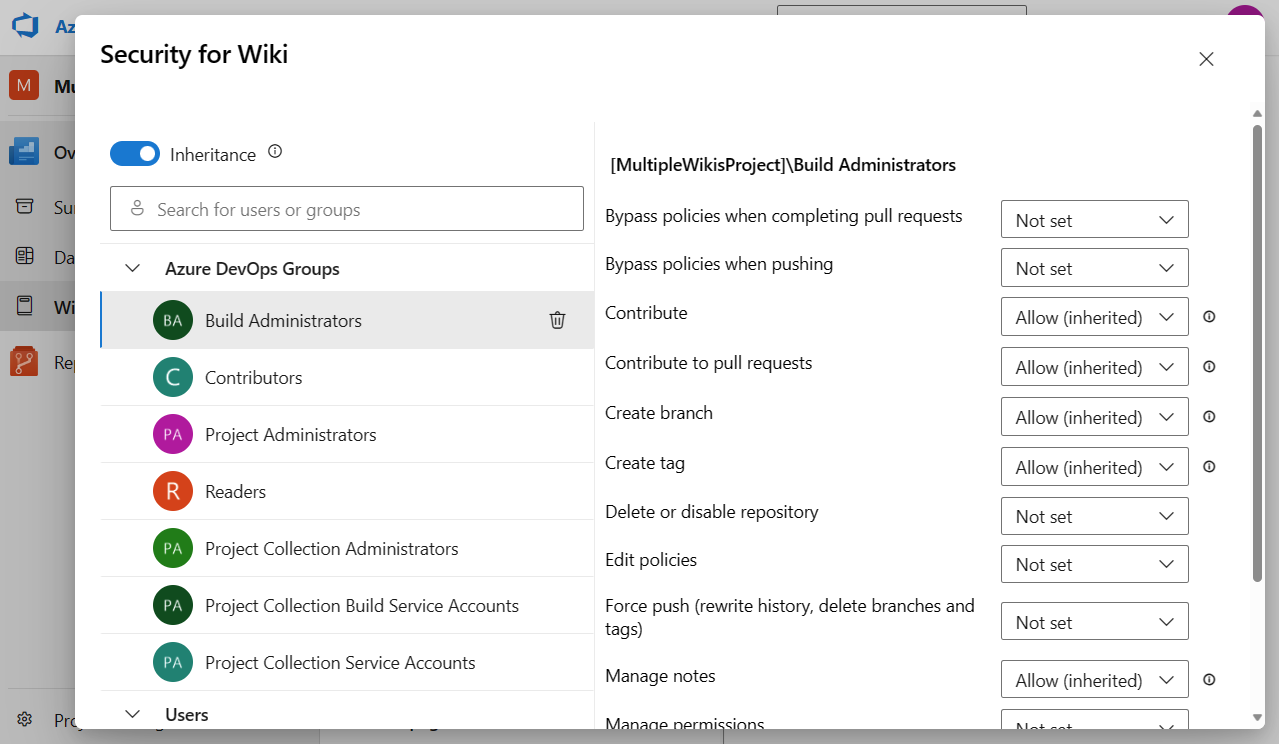 Az
Security for Wiki
M
Mu
Ov
Su
Da
Wi
Re
Pro
Inheritance
Search for users or groups
Azure DevOps Groups
BA
Build Administrators
C
Contributors
PA
Project Administrators
R
Readers
PA
Project Collection Administrators
PA
Project Collection Build Service Accounts
PA
Project Collection Service Accounts
Users
[MultipleWikisProject]\Build Administrators
Bypass policies when completing pull requests
Not set
Bypass policies when pushing
Not set
Contribute
Allow (inherited)
Contribute to pull requests
Allow (inherited)
Create branch
Allow (inherited)
Create tag
Allow (inherited)
Delete or disable repository
Not set
Edit policies
Not set
Force push (rewrite history, delete branches and
tags)
Not set
Manage notes
Allow (inherited)
Manage permissions
Not set